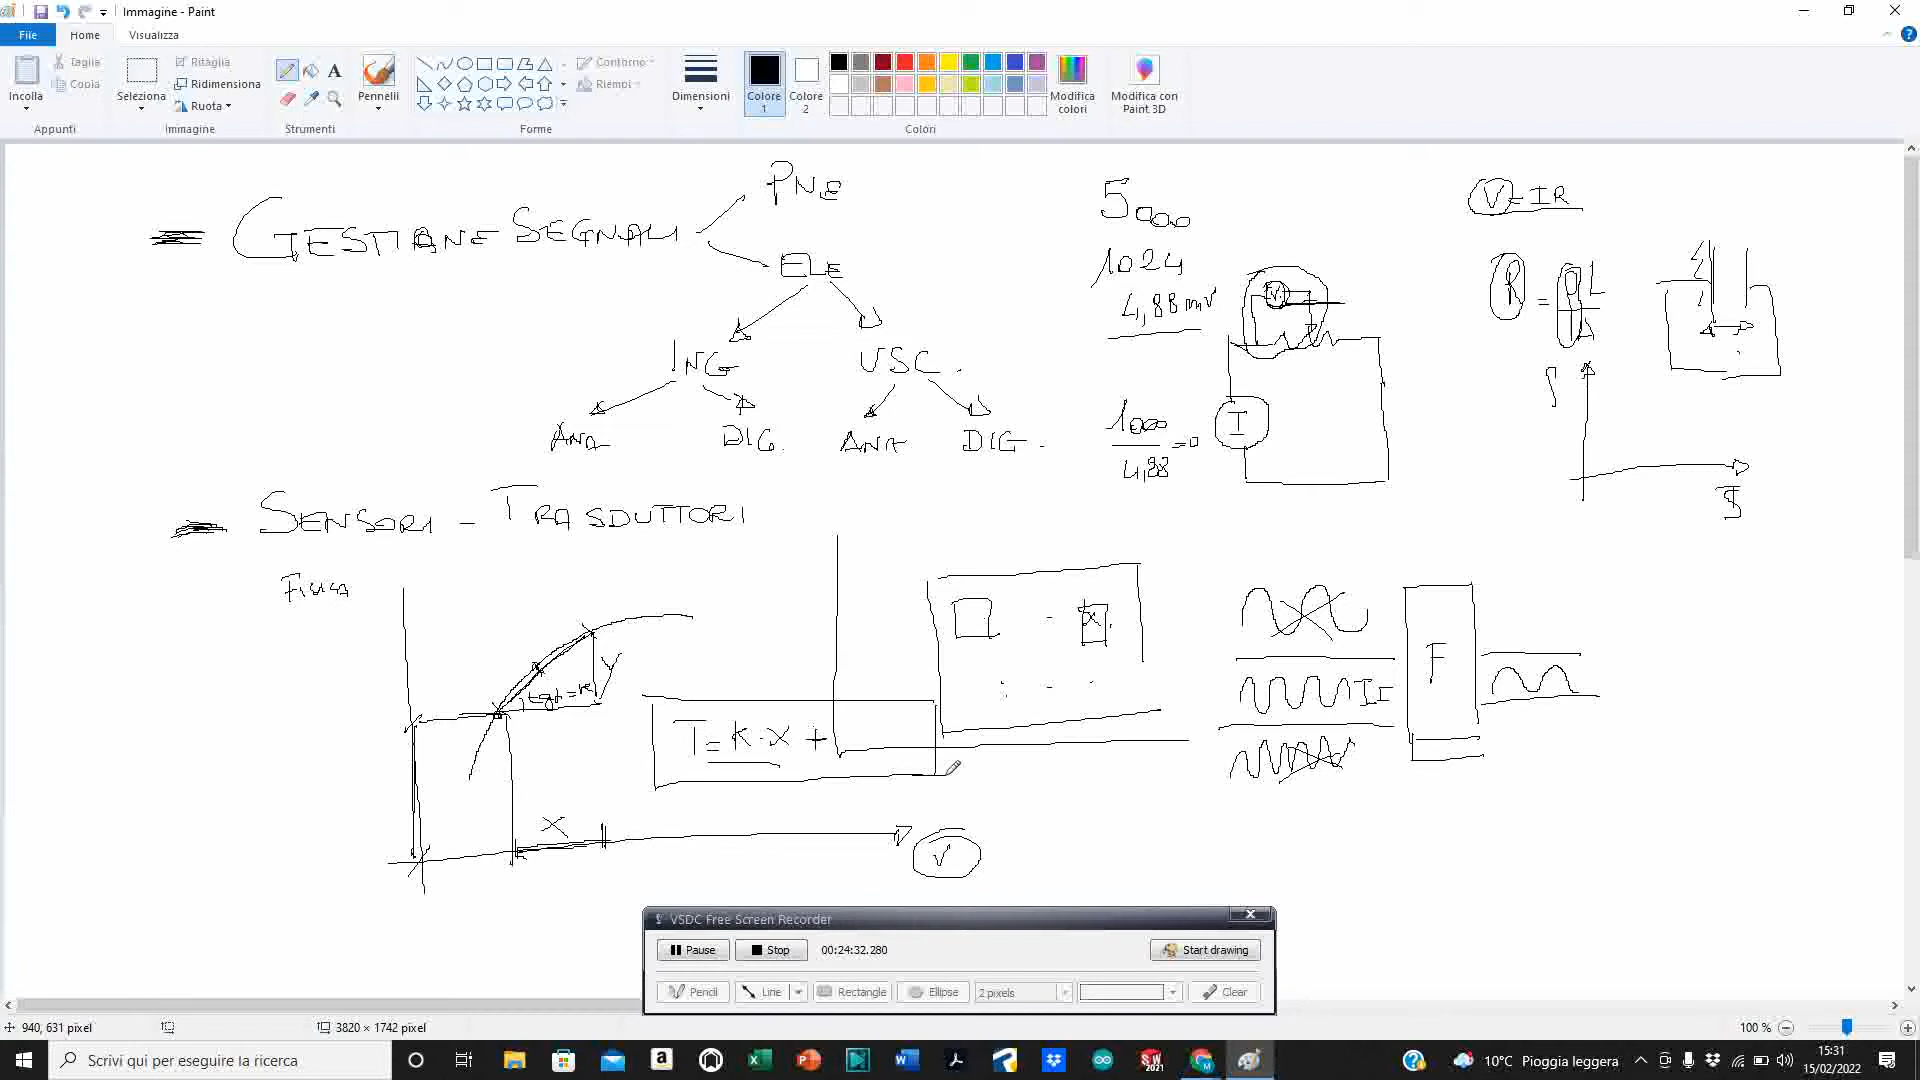 Immagine - Paint
File
Home
Visualizza
Incolla
Taglia
Copia
Appunti
Seleziona
Ritaglia
Ridimensiona
Ruota
Immagine
A
Strumenti
Pennelli
Forme
Contorno
Riempi
Dimensioni
Colore 1
Colore 2
Colori
Modifica colori
Modifica con Paint 3D
GESTIONE SEGNALI
PNE
ELE
ING
USC.
ANA
DIG.
ANA
DIG.
5000
1024
4,88 mV
1000
4,88
=0
V
I
V=IR
R = ρL
SENSORI - TRASDUTTORI
FISICA
Y
X
T=K·X +
V
X
II
F
VSDC Free Screen Recorder
Pause
Stop
00:24:32.280
Start drawing
Pencil
Line
Rectangle
Ellipse
2 pixels
Clear
940, 631 pixel
3820 × 1742 pixel
100 %
Scrivi qui per eseguire la ricerca
10°C Pioggia leggera
15:31
15/02/2022